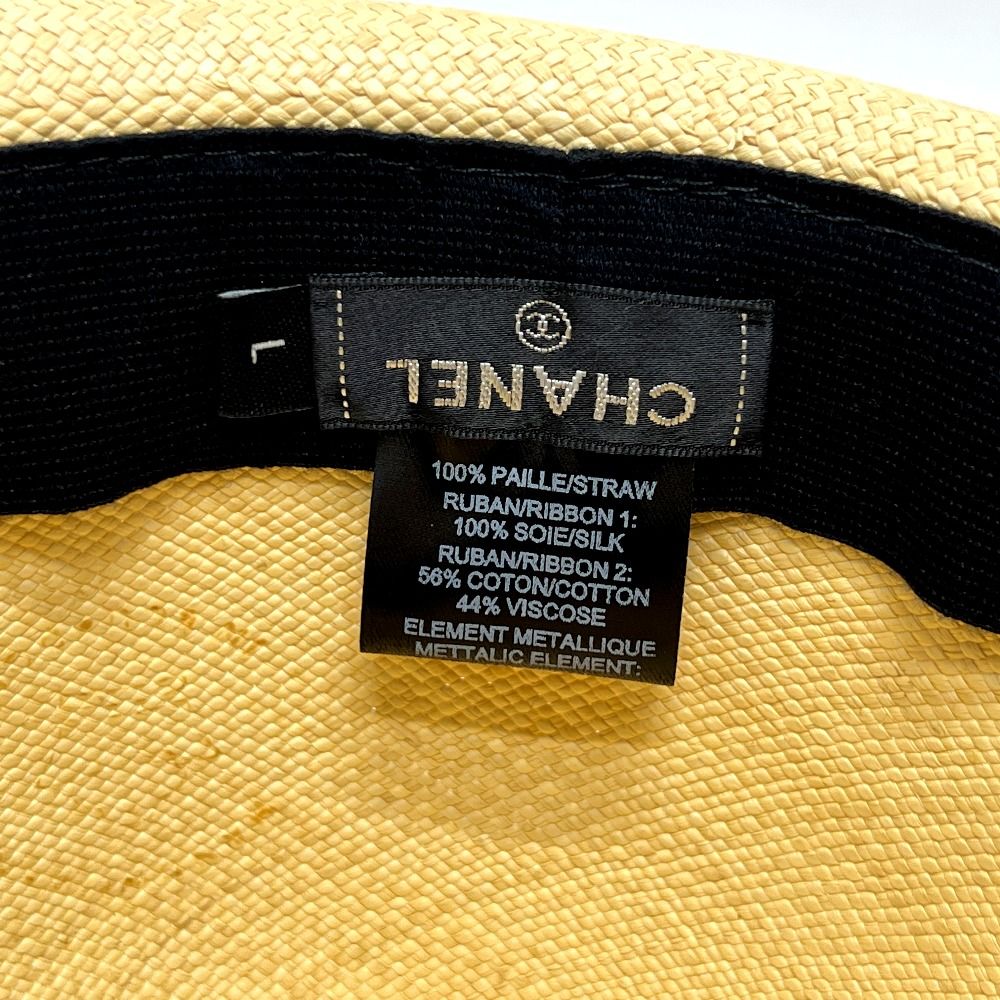 L
CHANEL
100% PAILLE/STRAW
RUBAN/RIBBON 1:
100% SOIE/SILK
RUBAN/RIBBON 2:
56% COTON/COTTON
44% VISCOSE
ELEMENT METALLIQUE
METTALIC ELEMENT: